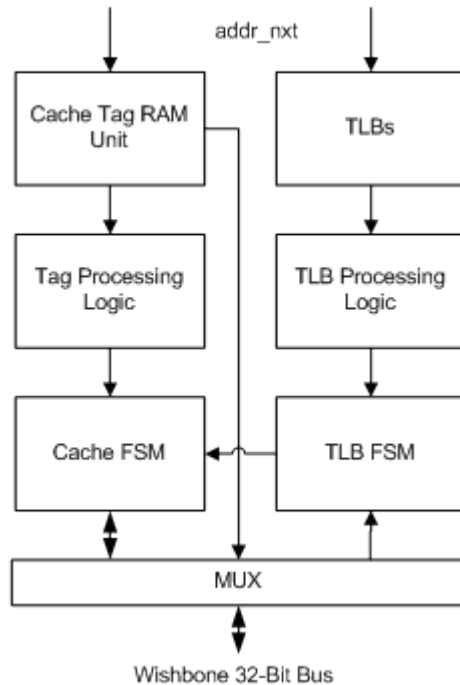 addr_nxt
Cache Tag RAM
Unit
TLBs
Tag Processing
Logic
TLB Processing
Logic
Cache FSM
TLB FSM
MUX
Wishbone 32-Bit Bus